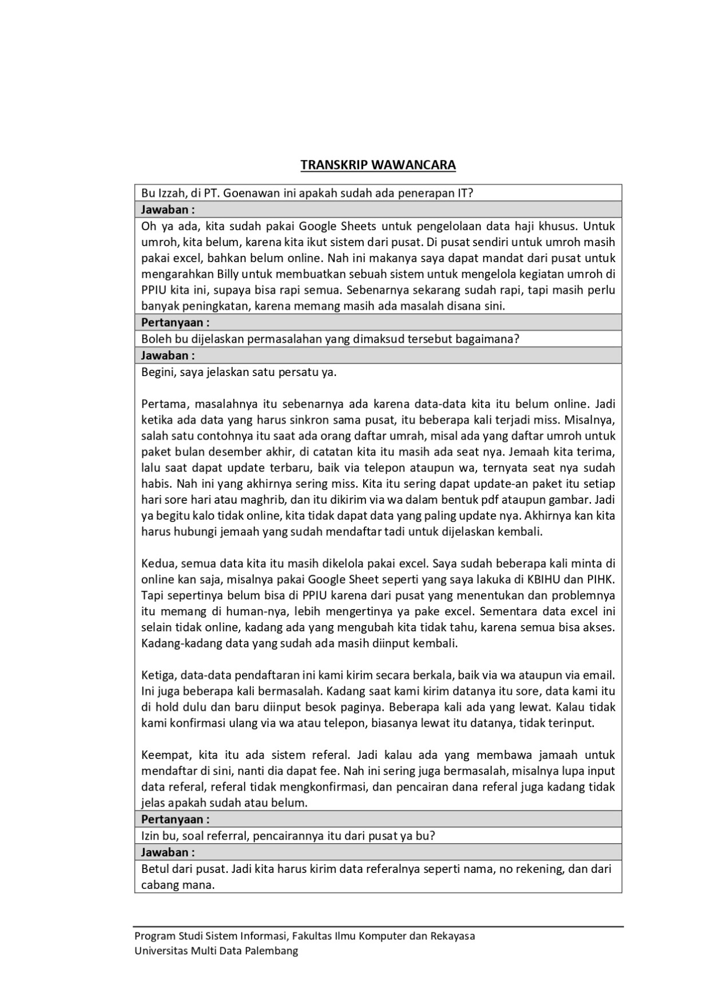 TRANSKRIP WAWANCARA
Bu Izzah, di PT. Goenawan ini apakah sudah ada penerapan IT?
Jawaban :
Oh ya ada, kita sudah pakai Google Sheets untuk pengelolaan data haji khusus. Untuk
umroh, kita belum, karena kita ikut sistem dari pusat. Di pusat sendiri untuk umroh masih
pakai excel, bahkan belum online. Nah ini makanya saya dapat mandat dari pusat untuk
mengarahkan Billy untuk membuatkan sebuah sistem untuk mengelola kegiatan umroh di
PPIU kita ini, supaya bisa rapi semua. Sebenarnya sekarang sudah rapi, tapi masih perlu
banyak peningkatan, karena memang masih ada masalah disana sini.
Pertanyaan :
Boleh bu dijelaskan permasalahan yang dimaksud tersebut bagaimana?
Jawaban :
Begini, saya jelaskan satu persatu ya.
Pertama, masalahnya itu sebenarnya ada karena data-data kita itu belum online. Jadi
ketika ada data yang harus sinkron sama pusat, itu beberapa kali terjadi miss. Misalnya,
salah satu contohnya itu saat ada orang daftar umrah, misal ada yang daftar umroh untuk
paket bulan desember akhir, di catatan kita itu masih ada seat nya. Jemaah kita terima,
lalu saat dapat update terbaru, baik via telepon ataupun wa, ternyata seat nya sudah
habis. Nah ini yang akhirnya sering miss. Kita itu sering dapat update-an paket itu setiap
hari sore hari atau maghrib, dan itu dikirim via wa dalam bentuk pdf ataupun gambar. Jadi
ya begitu kalo tidak online, kita tidak dapat data yang paling update nya. Akhirnya kan kita
harus hubungi jemaah yang sudah mendaftar tadi untuk dijelaskan kembali.
Kedua, semua data kita itu masih dikelola pakai excel. Saya sudah beberapa kali minta di
online kan saja, misalnya pakai Google Sheet seperti yang saya lakuka di KBIHU dan PIHK.
Tapi sepertinya belum bisa di PPIU karena dari pusat yang menentukan dan problemnya
itu memang di human-nya, lebih mengertinya ya pake excel. Sementara data excel ini
selain tidak online, kadang ada yang mengubah kita tidak tahu, karena semua bisa akses.
Kadang-kadang data yang sudah ada masih diinput kembali.
Ketiga, data-data pendaftaran ini kami kirim secara berkala, baik via wa ataupun via email.
Ini juga beberapa kali bermasalah. Kadang saat kami kirim datanya itu sore, data kami itu
di hold dulu dan baru diinput besok paginya. Beberapa kali ada yang lewat. Kalau tidak
kami konfirmasi ulang via wa atau telepon, biasanya lewat itu datanya, tidak terinput.
Keempat, kita itu ada sistem referal. Jadi kalau ada yang membawa jamaah untuk
mendaftar di sini, nanti dia dapat fee. Nah ini sering juga bermasalah, misalnya lupa input
data referal, referal tidak mengkonfirmasi, dan pencairan dana referal juga kadang tidak
jelas apakah sudah atau belum.
Pertanyaan :
Izin bu, soal referral, pencairannya itu dari pusat ya bu?
Jawaban :
Betul dari pusat. Jadi kita harus kirim data referalnya seperti nama, no rekening, dan dari
cabang mana.
Program Studi Sistem Informasi, Fakultas Ilmu Komputer dan Rekayasa
Universitas Multi Data Palembang